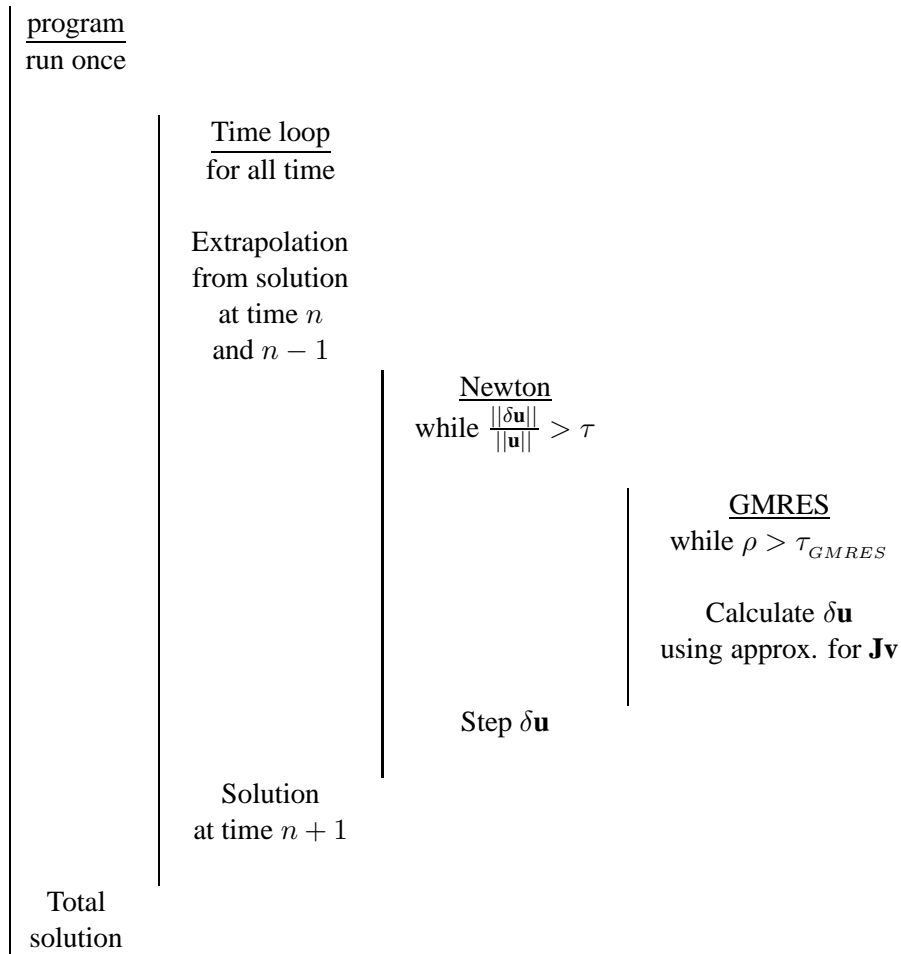 program
run once
Time loop
for all time
Extrapolation
from solution
at time n
and n − 1
Newton
while ||δu||/||u|| > τ
GMRES
while ρ > τ_GMRES
Calculate δu
using approx. for Jv
Step δu
Solution
at time n + 1
Total
solution